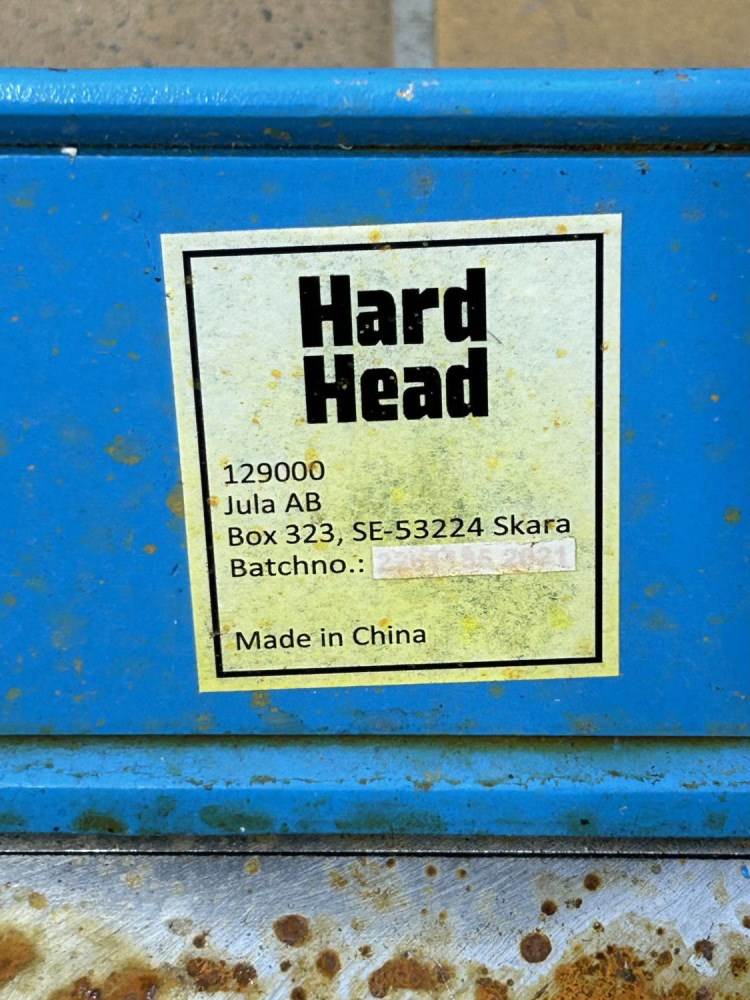 Hard
Head
129000
Jula AB
Box 323, SE-53224 Skara
Batchno.:
Made in China